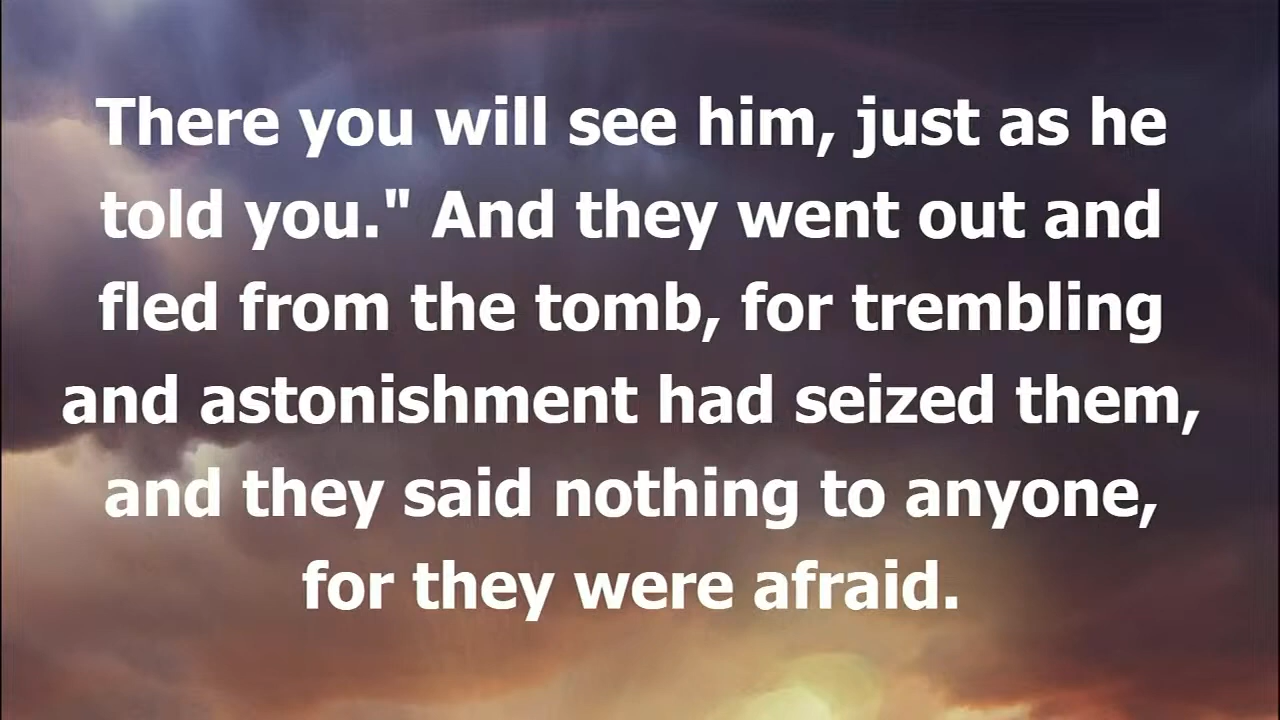 There you will see him, just as he
told you." And they went out and
fled from the tomb, for trembling
and astonishment had seized them,
and they said nothing to anyone,
for they were afraid.